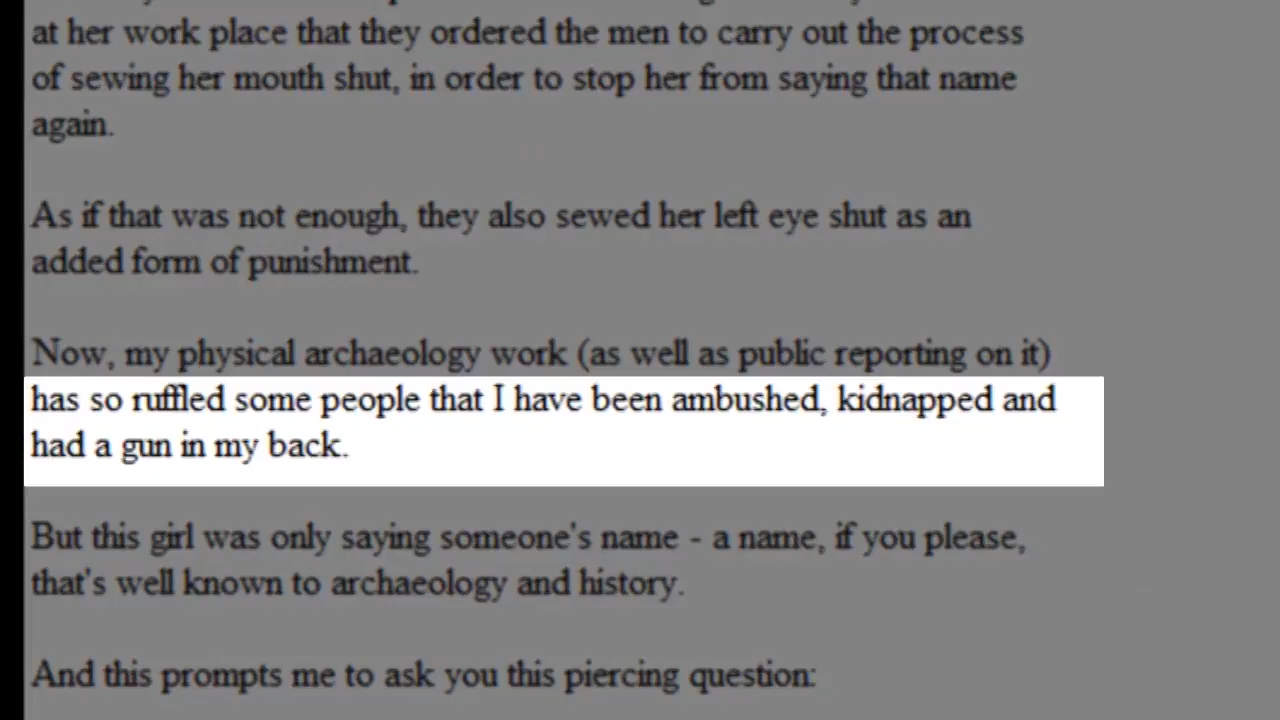 at her work place that they ordered the men to carry out the process
of sewing her mouth shut, in order to stop her from saying that name
again.
As if that was not enough, they also sewed her left eye shut as an
added form of punishment.
Now, my physical archaeology work (as well as public reporting on it)
has so ruffled some people that I have been ambushed, kidnapped and
had a gun in my back.
But this girl was only saying someone's name - a name, if you please,
that's well known to archaeology and history.
And this prompts me to ask you this piercing question: